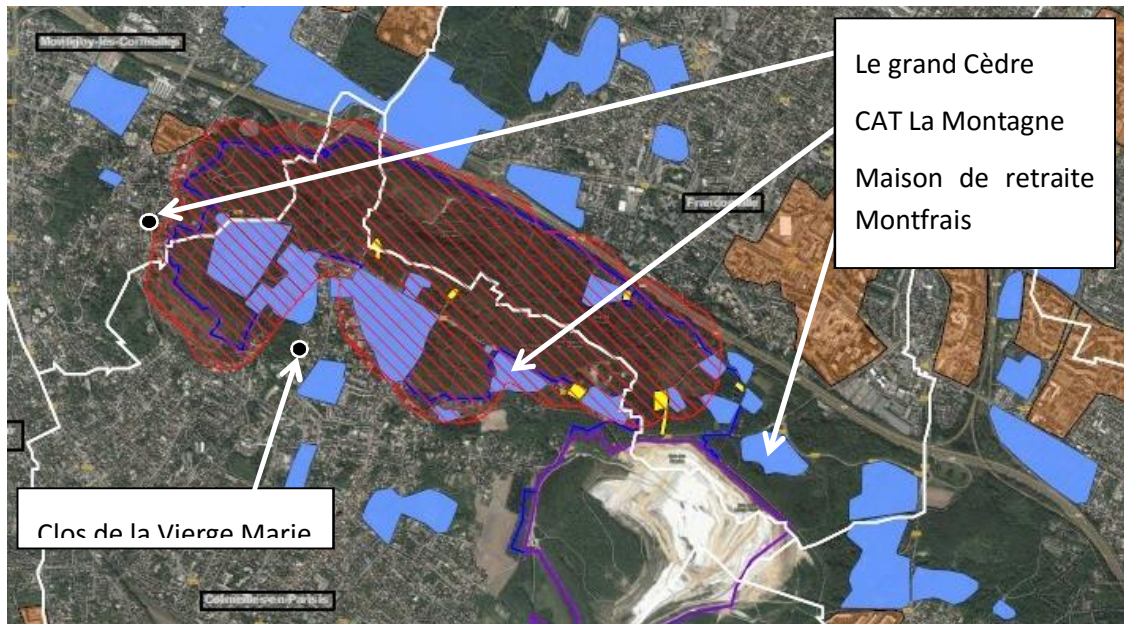 Montigny-les-Cormeilles
Le grand Cèdre
CAT La Montagne
Maison de retraite
Montfrais
Franconville
Clos de la Vierge Marie
Cormeilles-en-Parisis